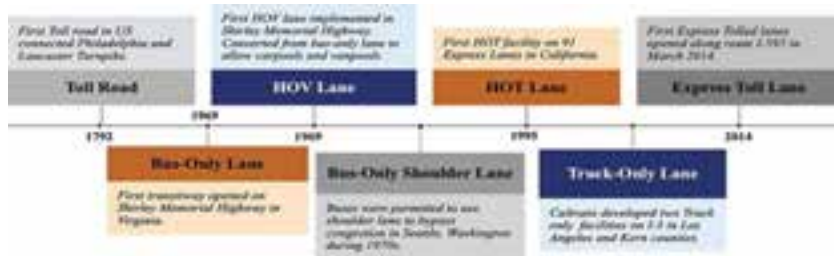 First Toll road in US
connected Philadelphia and
Lancaster Turnpike.
Toll Road
First HOV lane implemented in
Shirley Memorial Highway.
Converted from bus-only lane to
allow carpools and vanpools.
HOV Lane
First HOT facility on 91
Express Lanes in California.
HOT Lane
First Express Tolled lanes
opened along route I-595 in
March 2014.
Express Toll Lane
1792
1969
1969
1995
2014
Bus-Only Lane
First transitway opened on
Shirley Memorial Highway in
Virginia.
Bus-Only Shoulder Lane
Buses were permitted to use
shoulder lane to bypass
congestion in Seattle, Washington
during 1970s.
Truck-Only Lane
Caltrans developed two Truck
only facilities on I-5 in Los
Angeles and Kern counties.